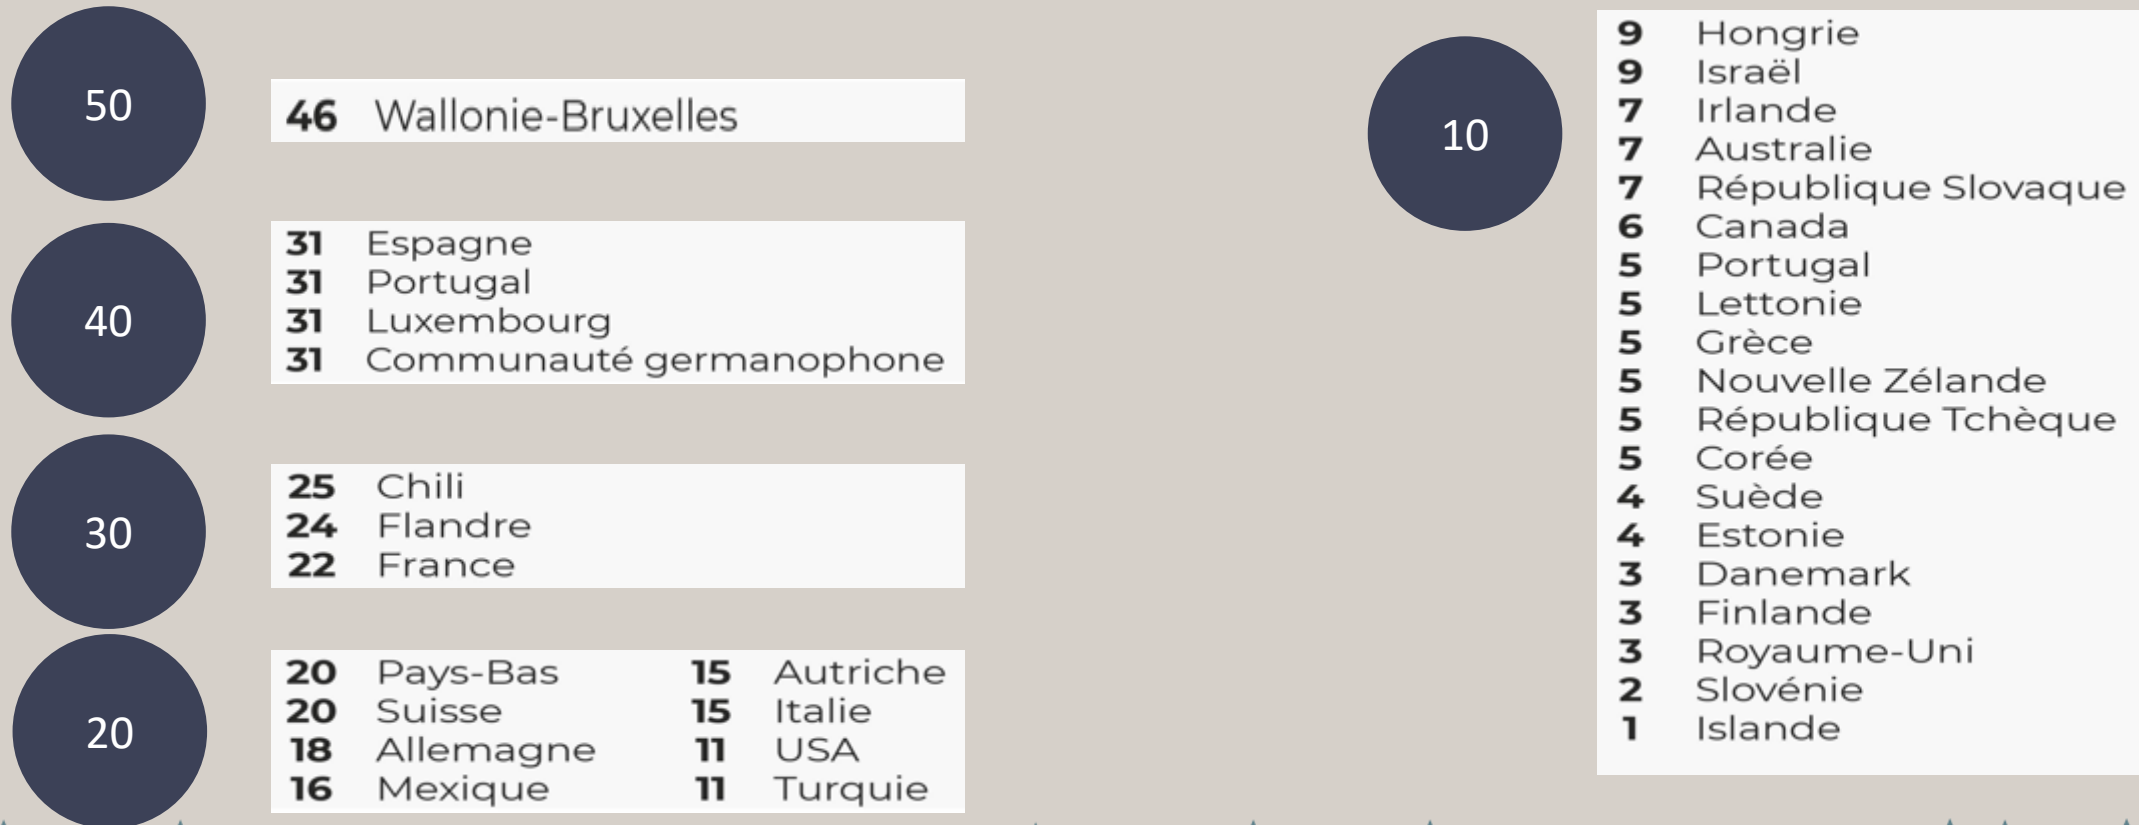 50
46 Wallonie-Bruxelles
40
31 Espagne
31 Portugal
31 Luxembourg
31 Communauté germanophone
30
25 Chili
24 Flandre
22 France
20
20 Pays-Bas 15 Autriche
20 Suisse 15 Italie
18 Allemagne 11 USA
16 Mexique 11 Turquie
10
9 Hongrie
9 Israël
7 Irlande
7 Australie
7 République Slovaque
6 Canada
5 Portugal
5 Lettonie
5 Grèce
5 Nouvelle Zélande
5 République Tchèque
5 Corée
4 Suède
4 Estonie
3 Danemark
3 Finlande
3 Royaume-Uni
2 Slovénie
1 Islande